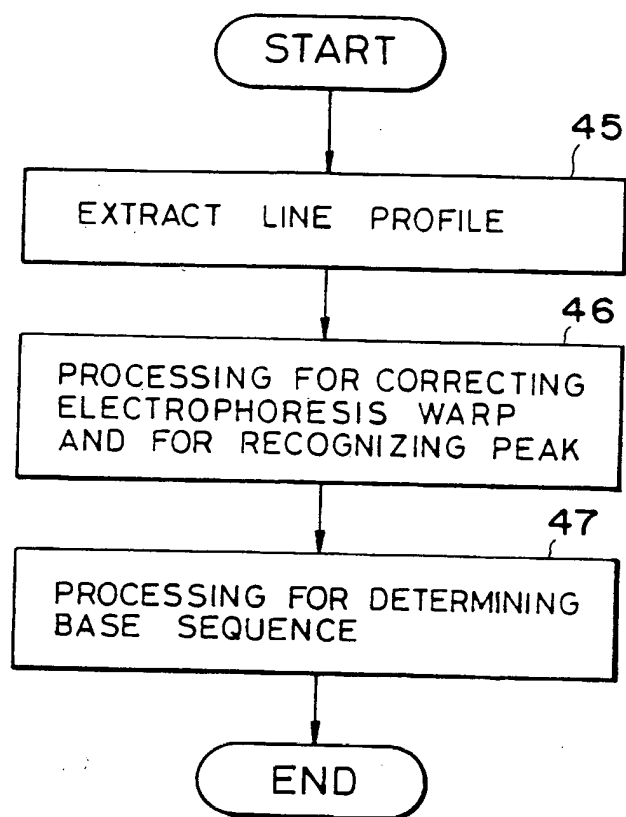 START
45
EXTRACT LINE PROFILE
46
PROCESSING FOR CORRECTING
ELECTROPHORESIS WARP
AND FOR RECOGNIZING PEAK
47
PROCESSING FOR DETERMINING
BASE SEQUENCE
END